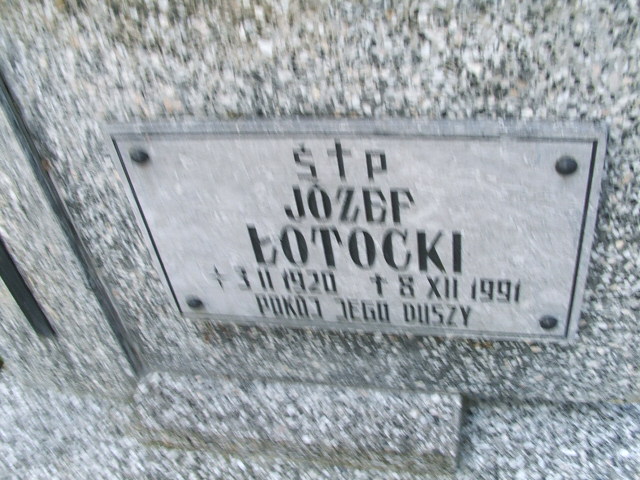 Ś † P
JÓZEF
ŁOTOCKI
† 3 II 1920 † 8 XII 1991
POKÓJ JEGO DUSZY